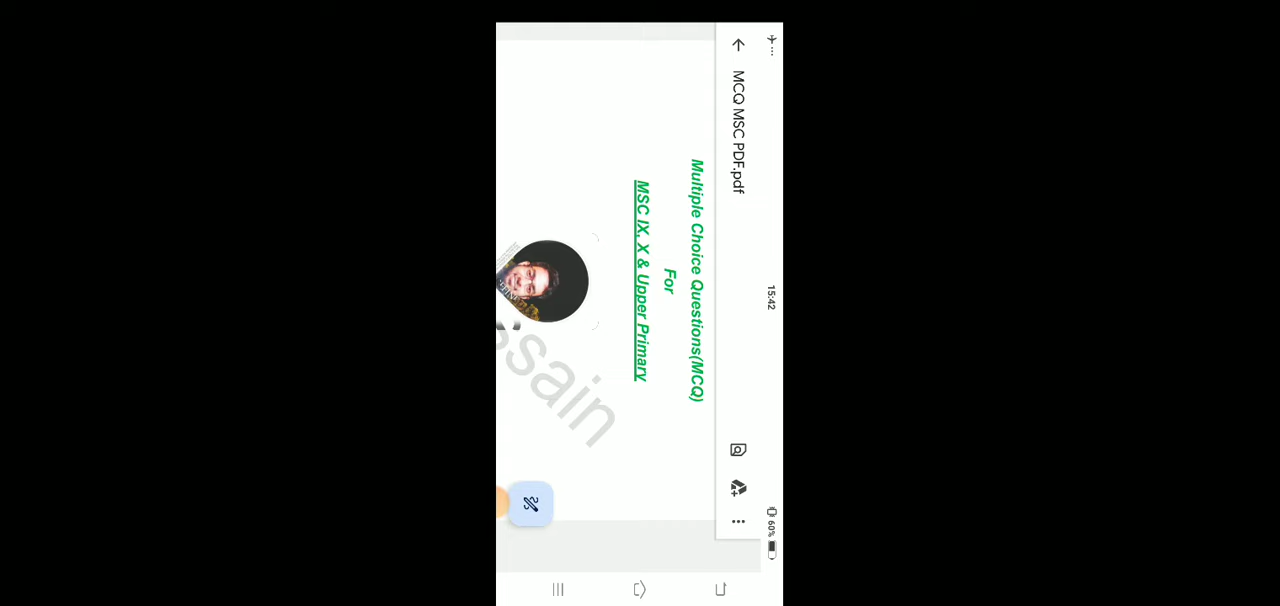 15:42
60%
MCQ MSC PDF.pdf
Multiple Choice Questions(MCQ)
For
MSC IX, X & Upper Primary
ssain